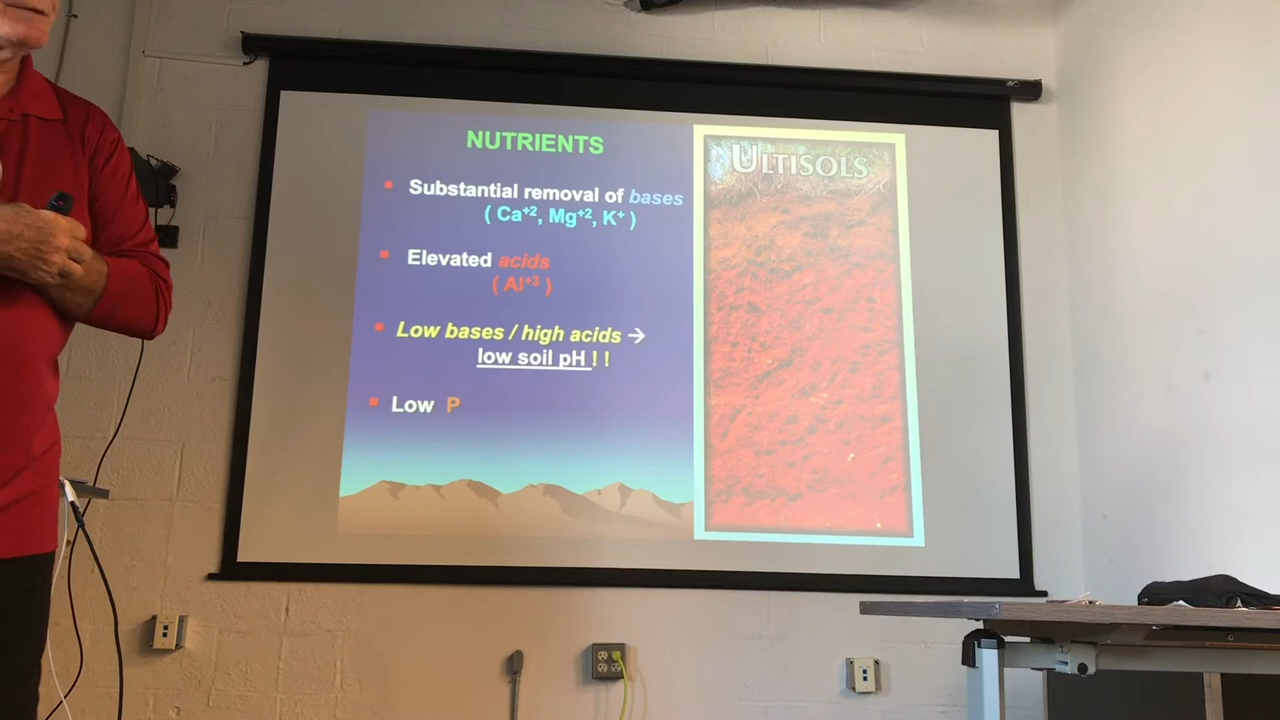 NUTRIENTS
▪ Substantial removal of bases
( Ca⁺², Mg⁺², K⁺ )
▪ Elevated acids
( Al⁺³ )
▪ Low bases / high acids →
low soil pH ! !
▪ Low P
ULTISOLS